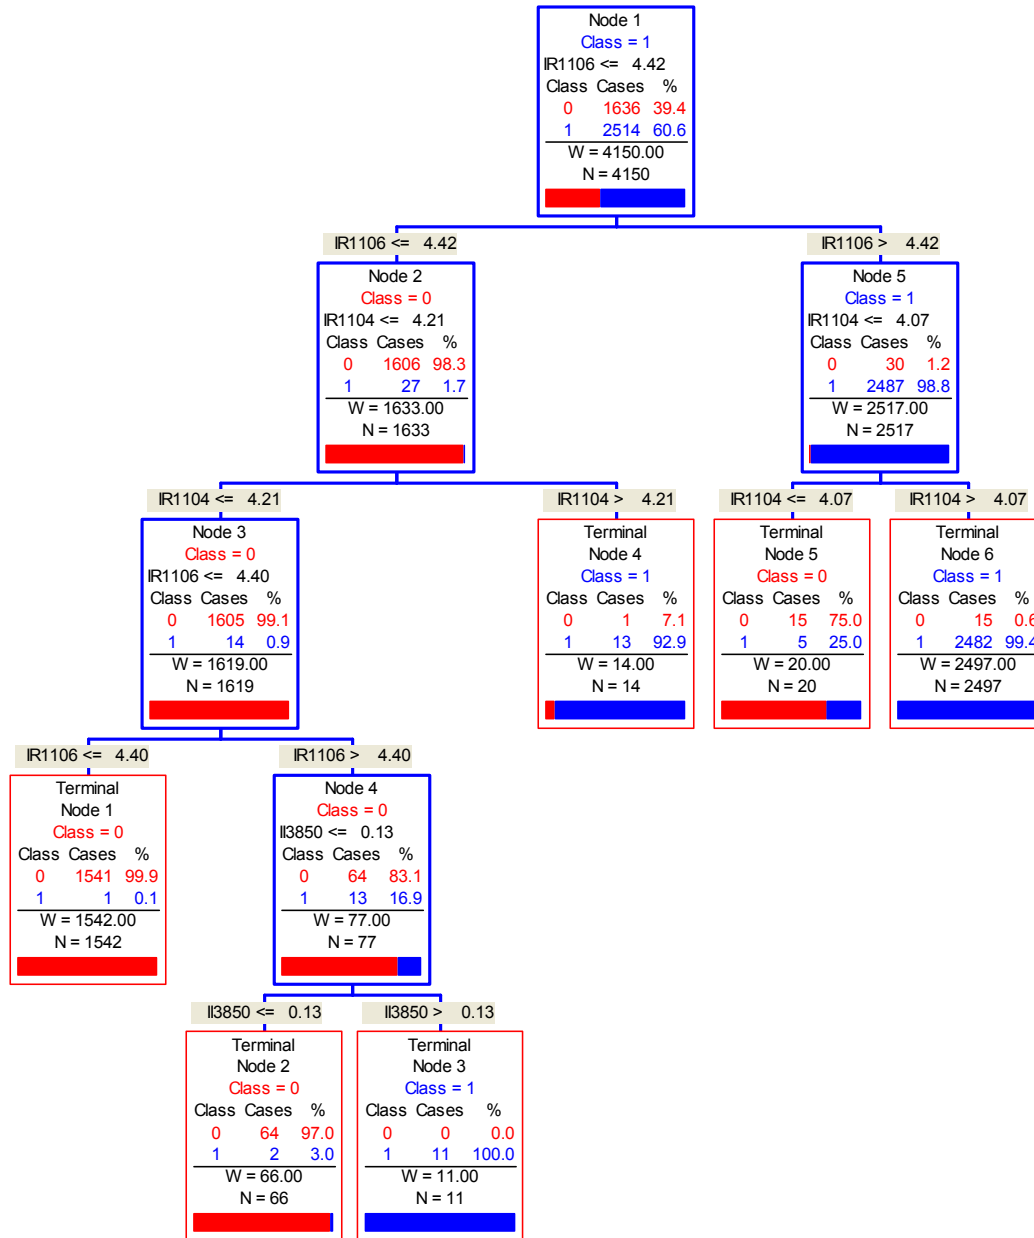 Node 1
Class = 1
IR1106 <= 4.42
Class Cases %
0 1636 39.4
1 2514 60.6
W = 4150.00
N = 4150
IR1106 <= 4.42
IR1106 > 4.42
Node 2
Class = 0
IR1104 <= 4.21
Class Cases %
0 1606 98.3
1 27 1.7
W = 1633.00
N = 1633
Node 5
Class = 1
IR1104 <= 4.07
Class Cases %
0 30 1.2
1 2487 98.8
W = 2517.00
N = 2517
IR1104 <= 4.21
IR1104 > 4.21
IR1104 <= 4.07
IR1104 > 4.07
Node 3
Class = 0
IR1106 <= 4.40
Class Cases %
0 1605 99.1
1 14 0.9
W = 1619.00
N = 1619
Terminal
Node 4
Class = 1
Class Cases %
0 1 7.1
1 13 92.9
W = 14.00
N = 14
Terminal
Node 5
Class = 0
Class Cases %
0 15 75.0
1 5 25.0
W = 20.00
N = 20
Terminal
Node 6
Class = 1
Class Cases %
0 15 0.6
1 2482 99.4
W = 2497.00
N = 2497
IR1106 <= 4.40
IR1106 > 4.40
Terminal
Node 1
Class = 0
Class Cases %
0 1541 99.9
1 1 0.1
W = 1542.00
N = 1542
Node 4
Class = 0
II3850 <= 0.13
Class Cases %
0 64 83.1
1 13 16.9
W = 77.00
N = 77
II3850 <= 0.13
II3850 > 0.13
Terminal
Node 2
Class = 0
Class Cases %
0 64 97.0
1 2 3.0
W = 66.00
N = 66
Terminal
Node 3
Class = 1
Class Cases %
0 0 0.0
1 11 100.0
W = 11.00
N = 11